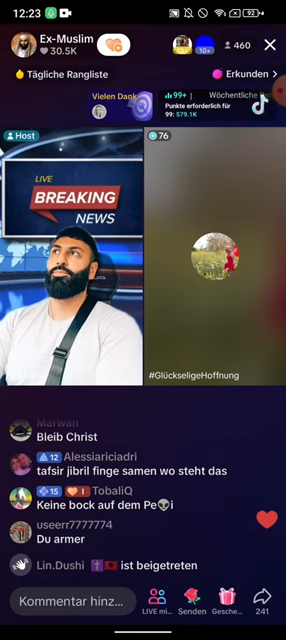 12:23
92
Ex-Muslim
30.5K
10+
460
Tägliche Rangliste
Erkunden >
Vielen Dank
99+ | Wöchentliche
Punkte erforderlich für
99: 579.1K
Host
76
LIVE
BREAKING
NEWS
#GlückseligeHoffnung
Marwan
Bleib Christ
12 Alessiariciadri
tafsir jibril finge samen wo steht das
15 I TobaliQ
Keine bock auf dem Pe👽i
useerr7777774
Du armer
Lin.Dushi ✝️🇦🇱 ist beigetreten
Kommentar hinz...
LIVE mi...
Senden
Gesche...
241